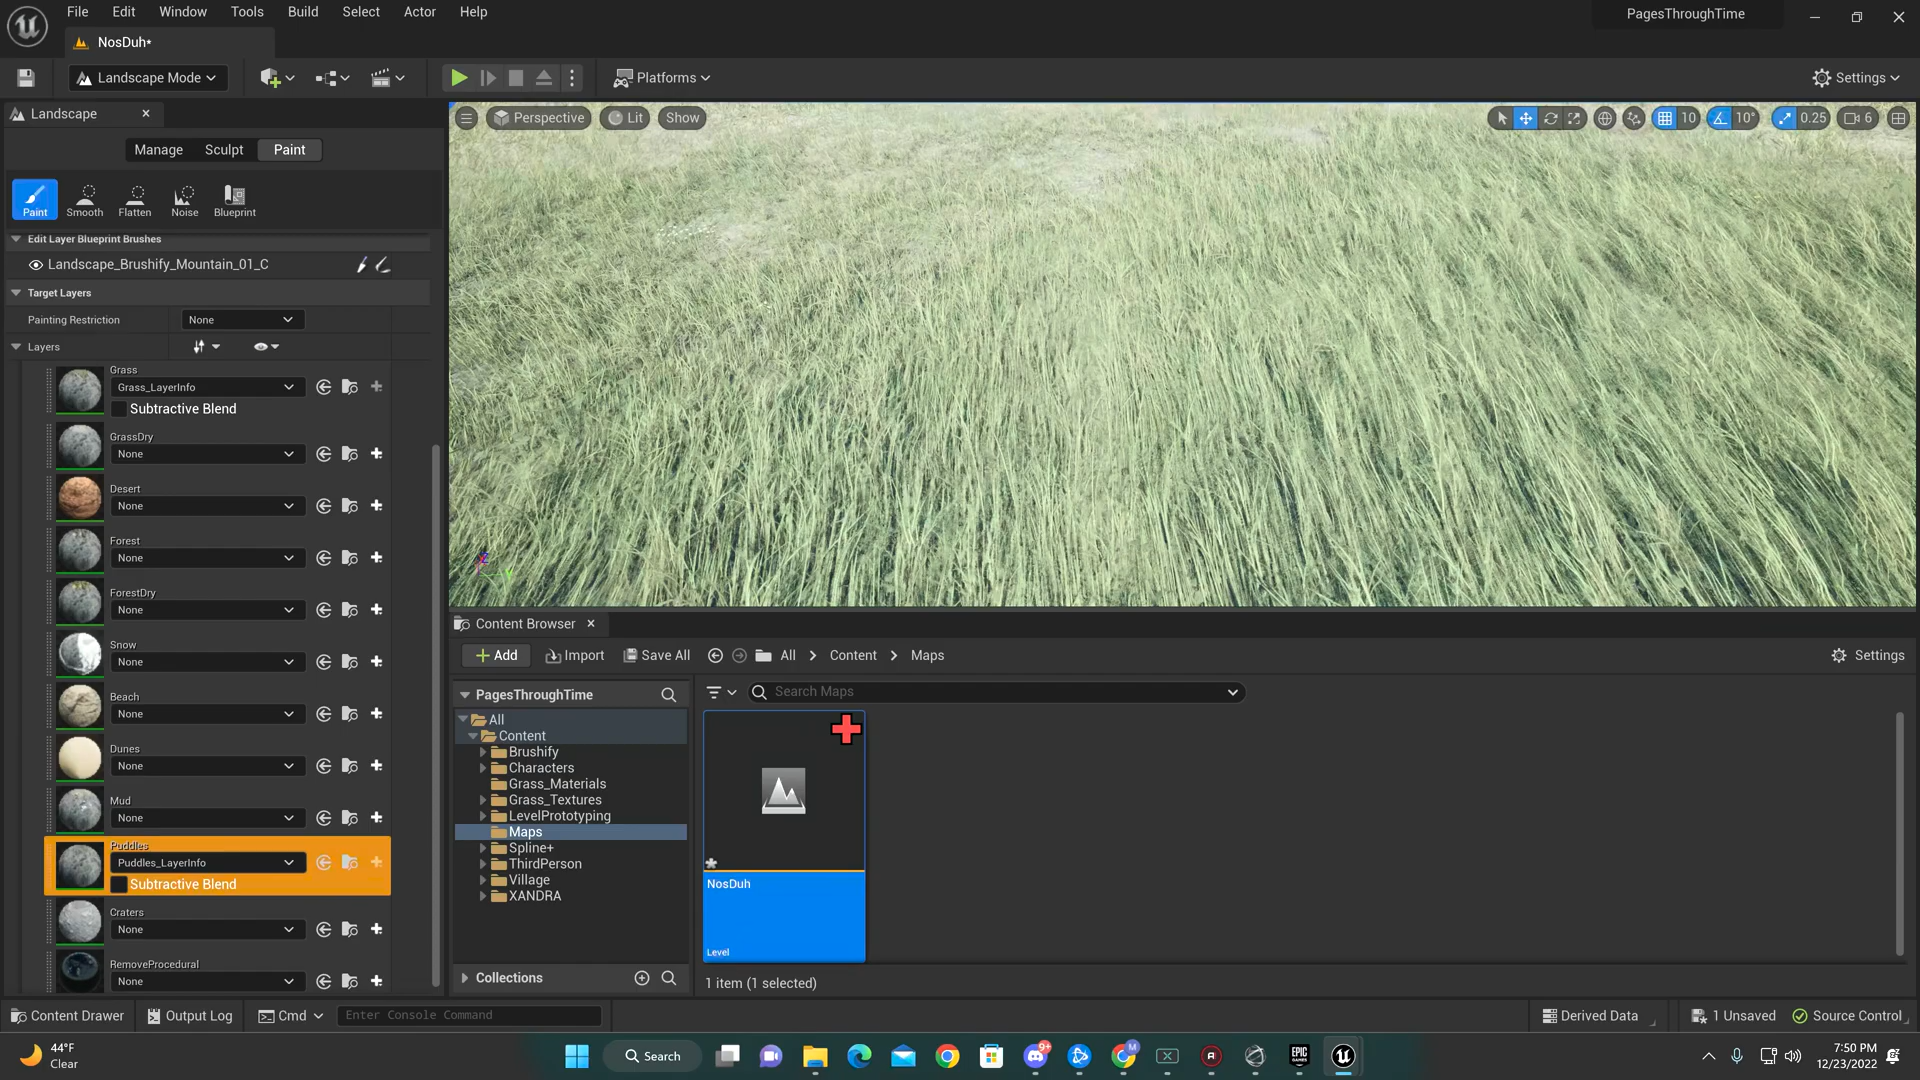 File Edit Window Tools Build Select Actor Help
PagesThroughTime
NosDuh*
Landscape Mode
Platforms
Settings
Landscape
Perspective Lit Show
10 10° 0.25 6
Manage Sculpt Paint
Paint Smooth Flatten Noise Blueprint
Edit Layer Blueprint Brushes
Landscape_Brushify_Mountain_01_C
Target Layers
Painting Restriction None
Layers
Grass
Grass_LayerInfo
Subtractive Blend
GrassDry
None
Desert
None
Forest
None
ForestDry
None
Snow
None
Beach
None
Dunes
None
Mud
None
Puddles
Puddles_LayerInfo
Subtractive Blend
Craters
None
RemoveProcedural
None
Content Browser
Add Import Save All All Content Maps Settings
PagesThroughTime
Search Maps
All
Content
Brushify
Characters
Grass_Materials
Grass_Textures
LevelPrototyping
Maps
Spline+
ThirdPerson
Village
XANDRA
NosDuh
Level
Collections
1 item (1 selected)
Content Drawer Output Log Cmd Enter Console Command Derived Data 1 Unsaved Source Control
44°F
Clear
Search
9+
M
EPIC
GAMES
7:50 PM
12/23/2022